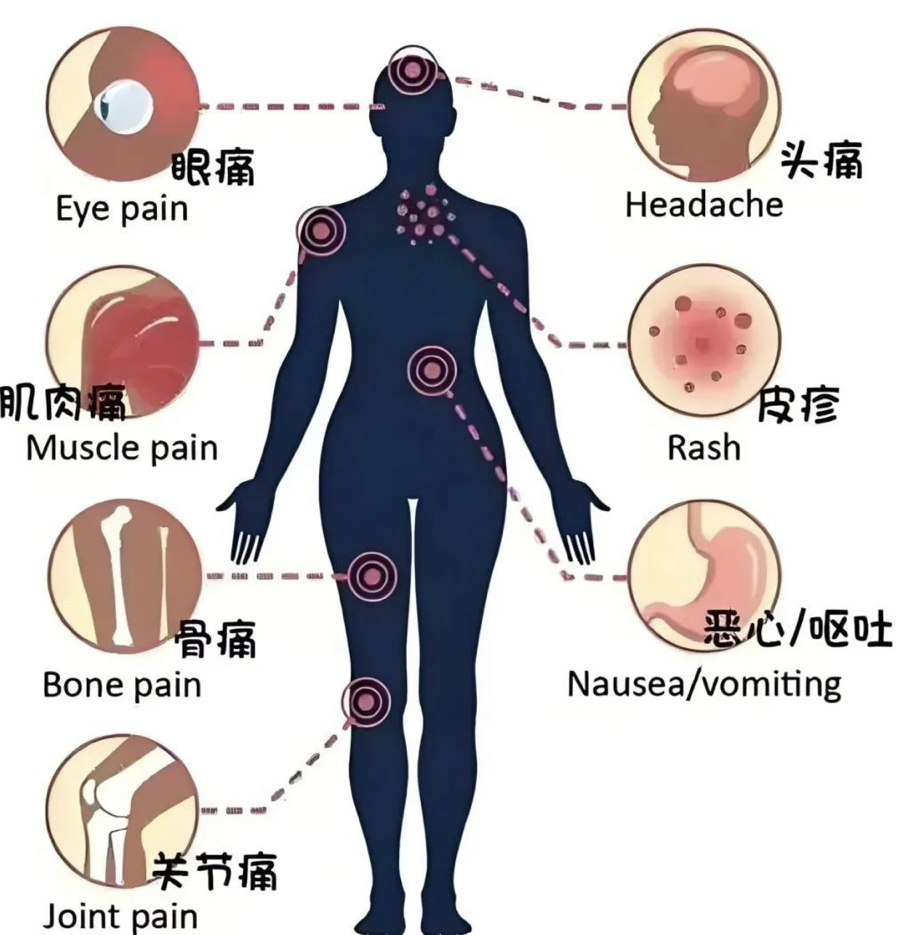 眼痛
Eye pain
头痛
Headache
肌肉痛
Muscle pain
皮疹
Rash
骨痛
Bone pain
恶心/呕吐
Nausea/vomiting
关节痛
Joint pain